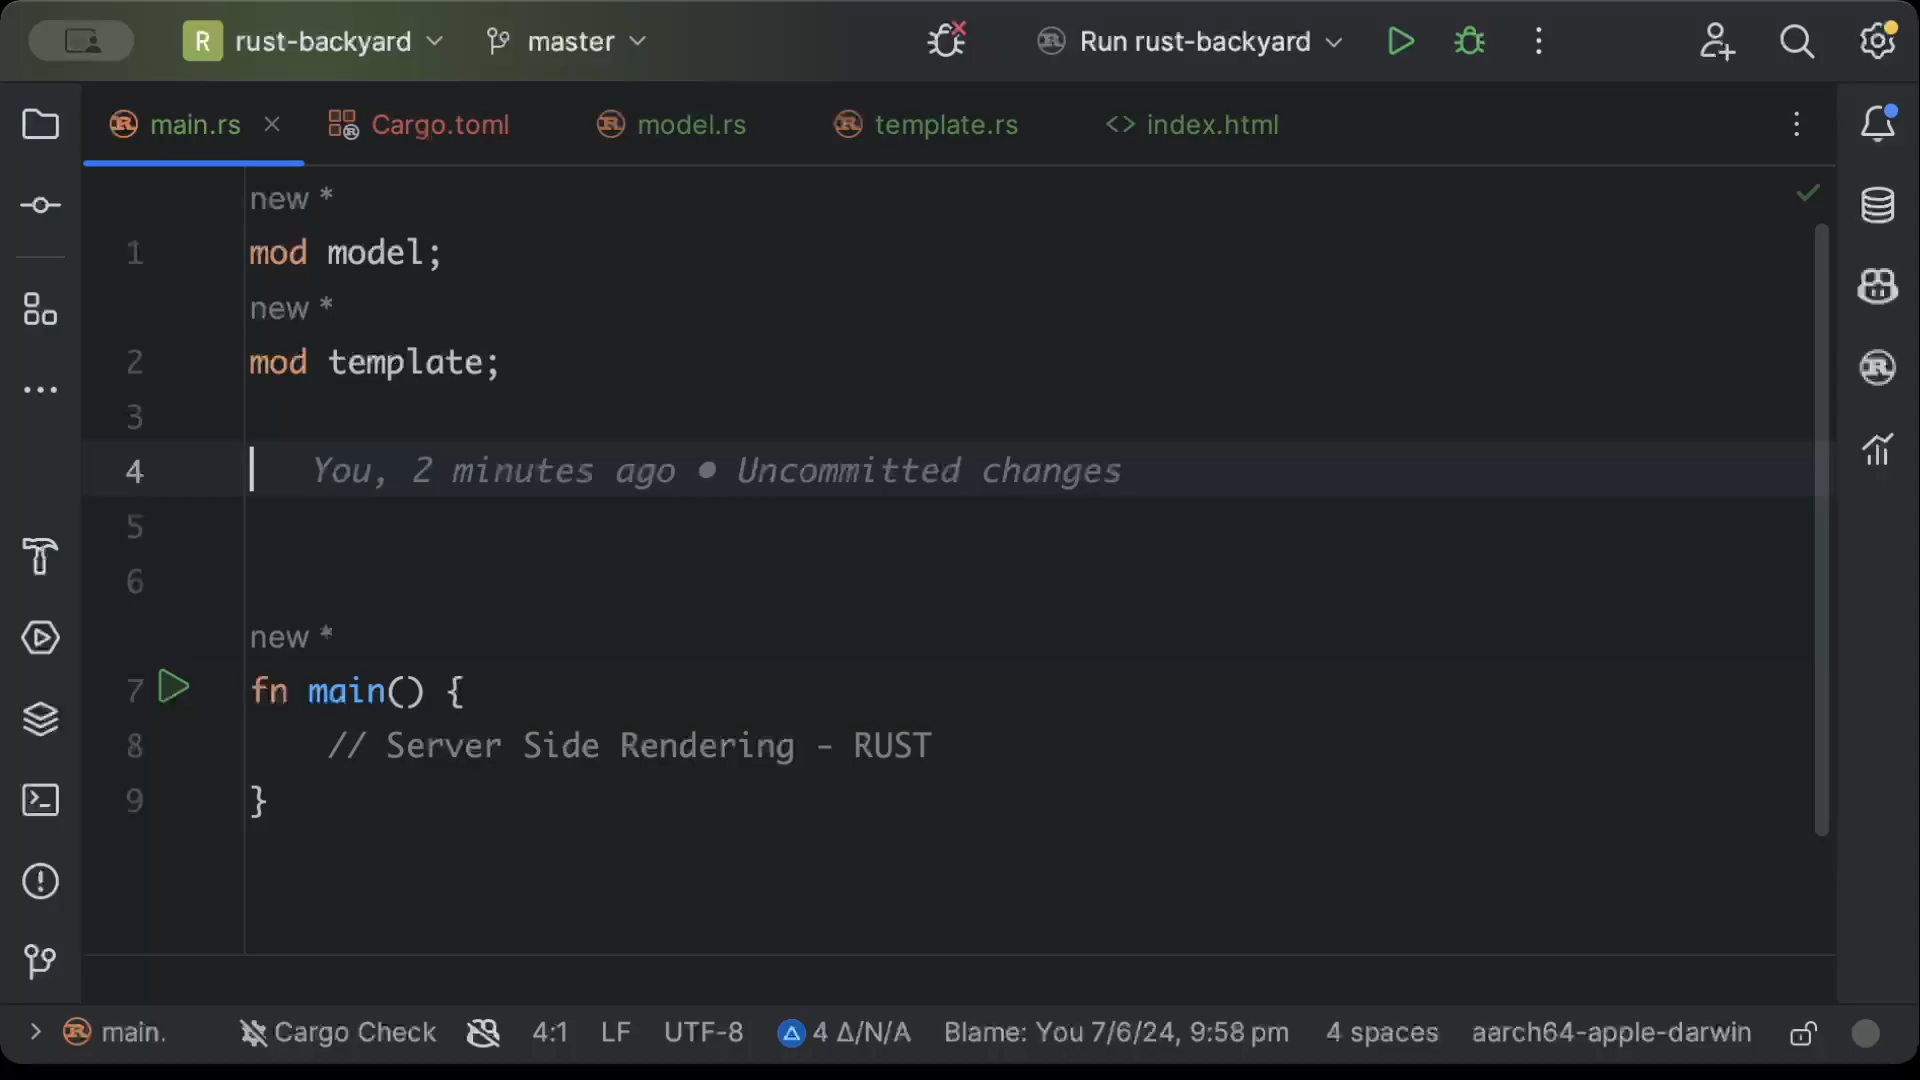 R rust-backyard master Run rust-backyard
main.rs Cargo.toml model.rs template.rs <> index.html
new *
1 mod model;
new *
2 mod template;
3
4 You, 2 minutes ago • Uncommitted changes
5
6
new *
7 fn main() {
8 // Server Side Rendering - RUST
9 }
main. Cargo Check 4:1 LF UTF-8 4 Δ/N/A Blame: You 7/6/24, 9:58 pm 4 spaces aarch64-apple-darwin